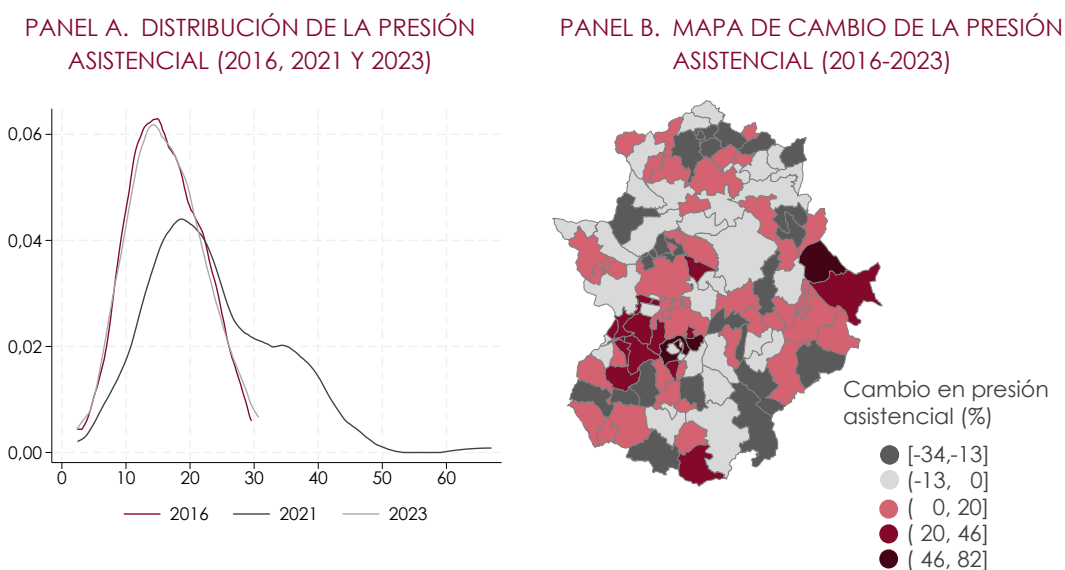 PANEL A. DISTRIBUCIÓN DE LA PRESIÓN
ASISTENCIAL (2016, 2021 Y 2023)
0,06
0,04
0,02
0,00
0 10 20 30 40 50 60
2016 2021 2023
PANEL B. MAPA DE CAMBIO DE LA PRESIÓN
ASISTENCIAL (2016-2023)
Cambio en presión
asistencial (%)
[-34,-13]
(-13, 0]
( 0, 20]
( 20, 46]
( 46, 82]